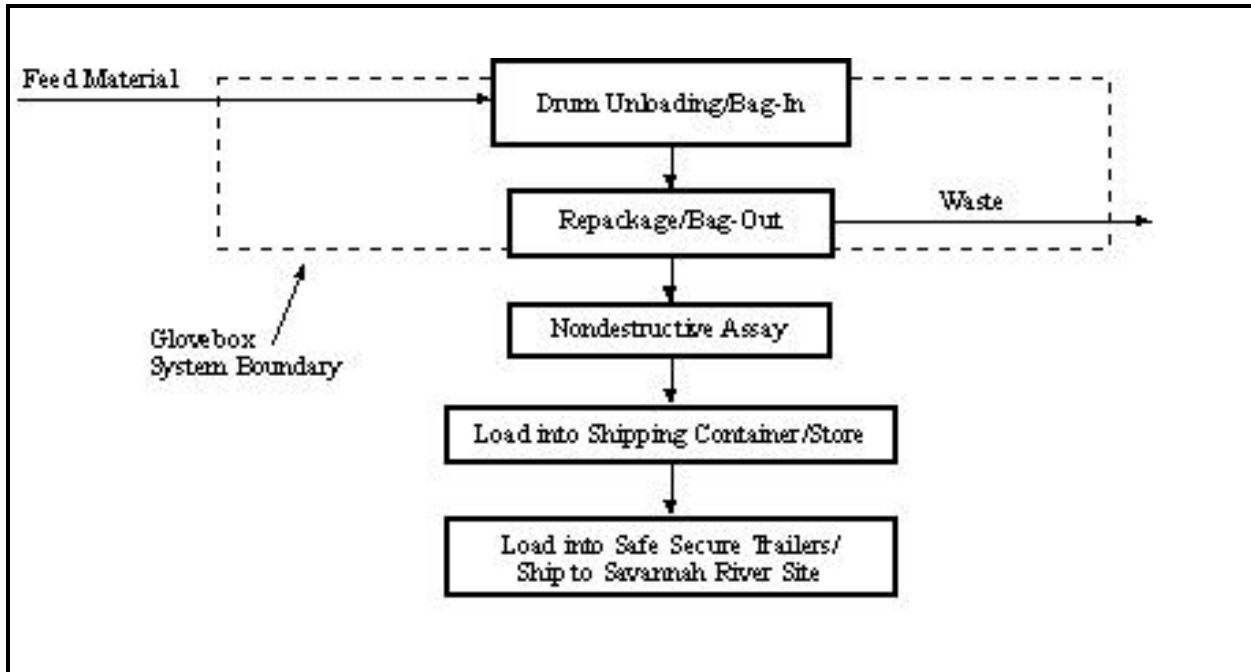 Feed Material
Drum Unloading/Bag-In
Repackage/Bag-Out
Waste
Nondestructive Assay
Glovebox
System Boundary
Load into Shipping Container/Store
Load into Safe Secure Trailers/
Ship to Savannah River Site